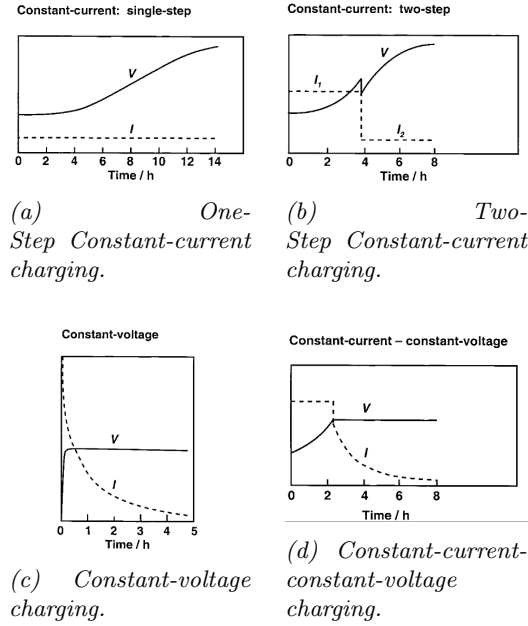 Constant-current: single-step
V
I
0 2 4 6 8 10 12 14
Time / h
(a) One-
Step Constant-current
charging.
Constant-current: two-step
V
I₁
I₂
0 2 4 6 8
Time / h
(b) Two-
Step Constant-current
charging.
Constant-voltage
V
I
0 1 2 3 4 5
Time / h
(c) Constant-voltage
charging.
Constant-current – constant-voltage
V
I
0 2 4 6 8
Time / h
(d) Constant-current-
constant-voltage
charging.